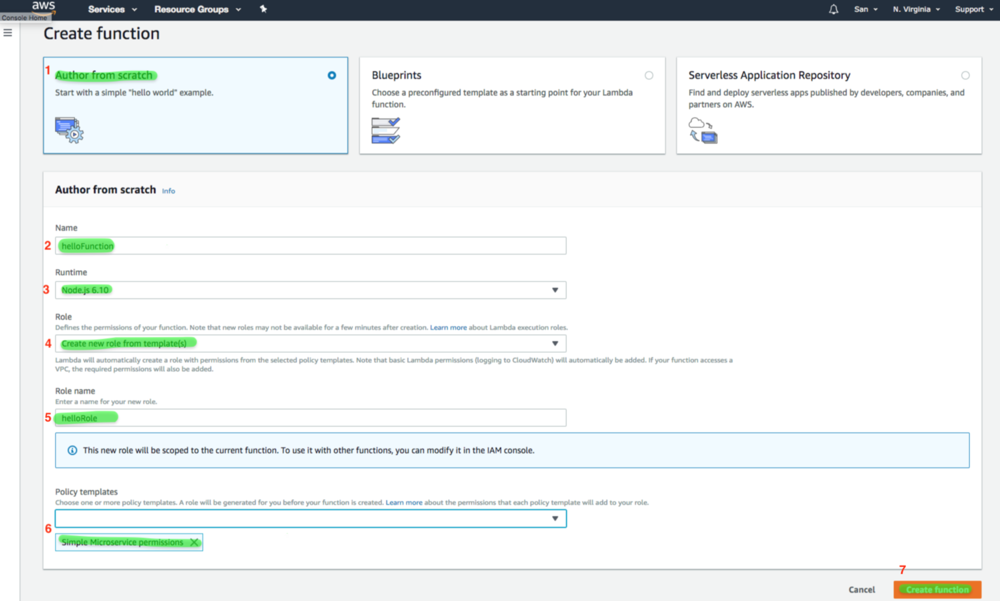 aws
Services
Resource Groups
San
N. Virginia
Support
Console Home
Create function
1
Author from scratch
Start with a simple "hello world" example.
Blueprints
Choose a preconfigured template as a starting point for your Lambda
function.
Serverless Application Repository
Find and deploy serverless apps published by developers, companies, and
partners on AWS.
Author from scratch Info
Name
2
helloFunction
Runtime
3
Node.js 6.10
Role
Defines the permissions of your function. Note that new roles may not be available for a few minutes after creation. Learn more about Lambda execution roles.
4
Create new role from template(s)
Lambda will automatically create a role with permissions from the selected policy templates. Note that basic Lambda permissions (logging to CloudWatch) will automatically be added. If your function accesses a
VPC, the required permissions will also be added.
Role name
Enter a name for your new role.
5
helloRole
This new role will be scoped to the current function. To use it with other functions, you can modify it in the IAM console.
Policy templates
Choose one or more policy templates. A role will be generated for you before your function is created. Learn more about the permissions that each policy template will add to your role.
6
Simple Microservice permissions
7
Cancel
Create function